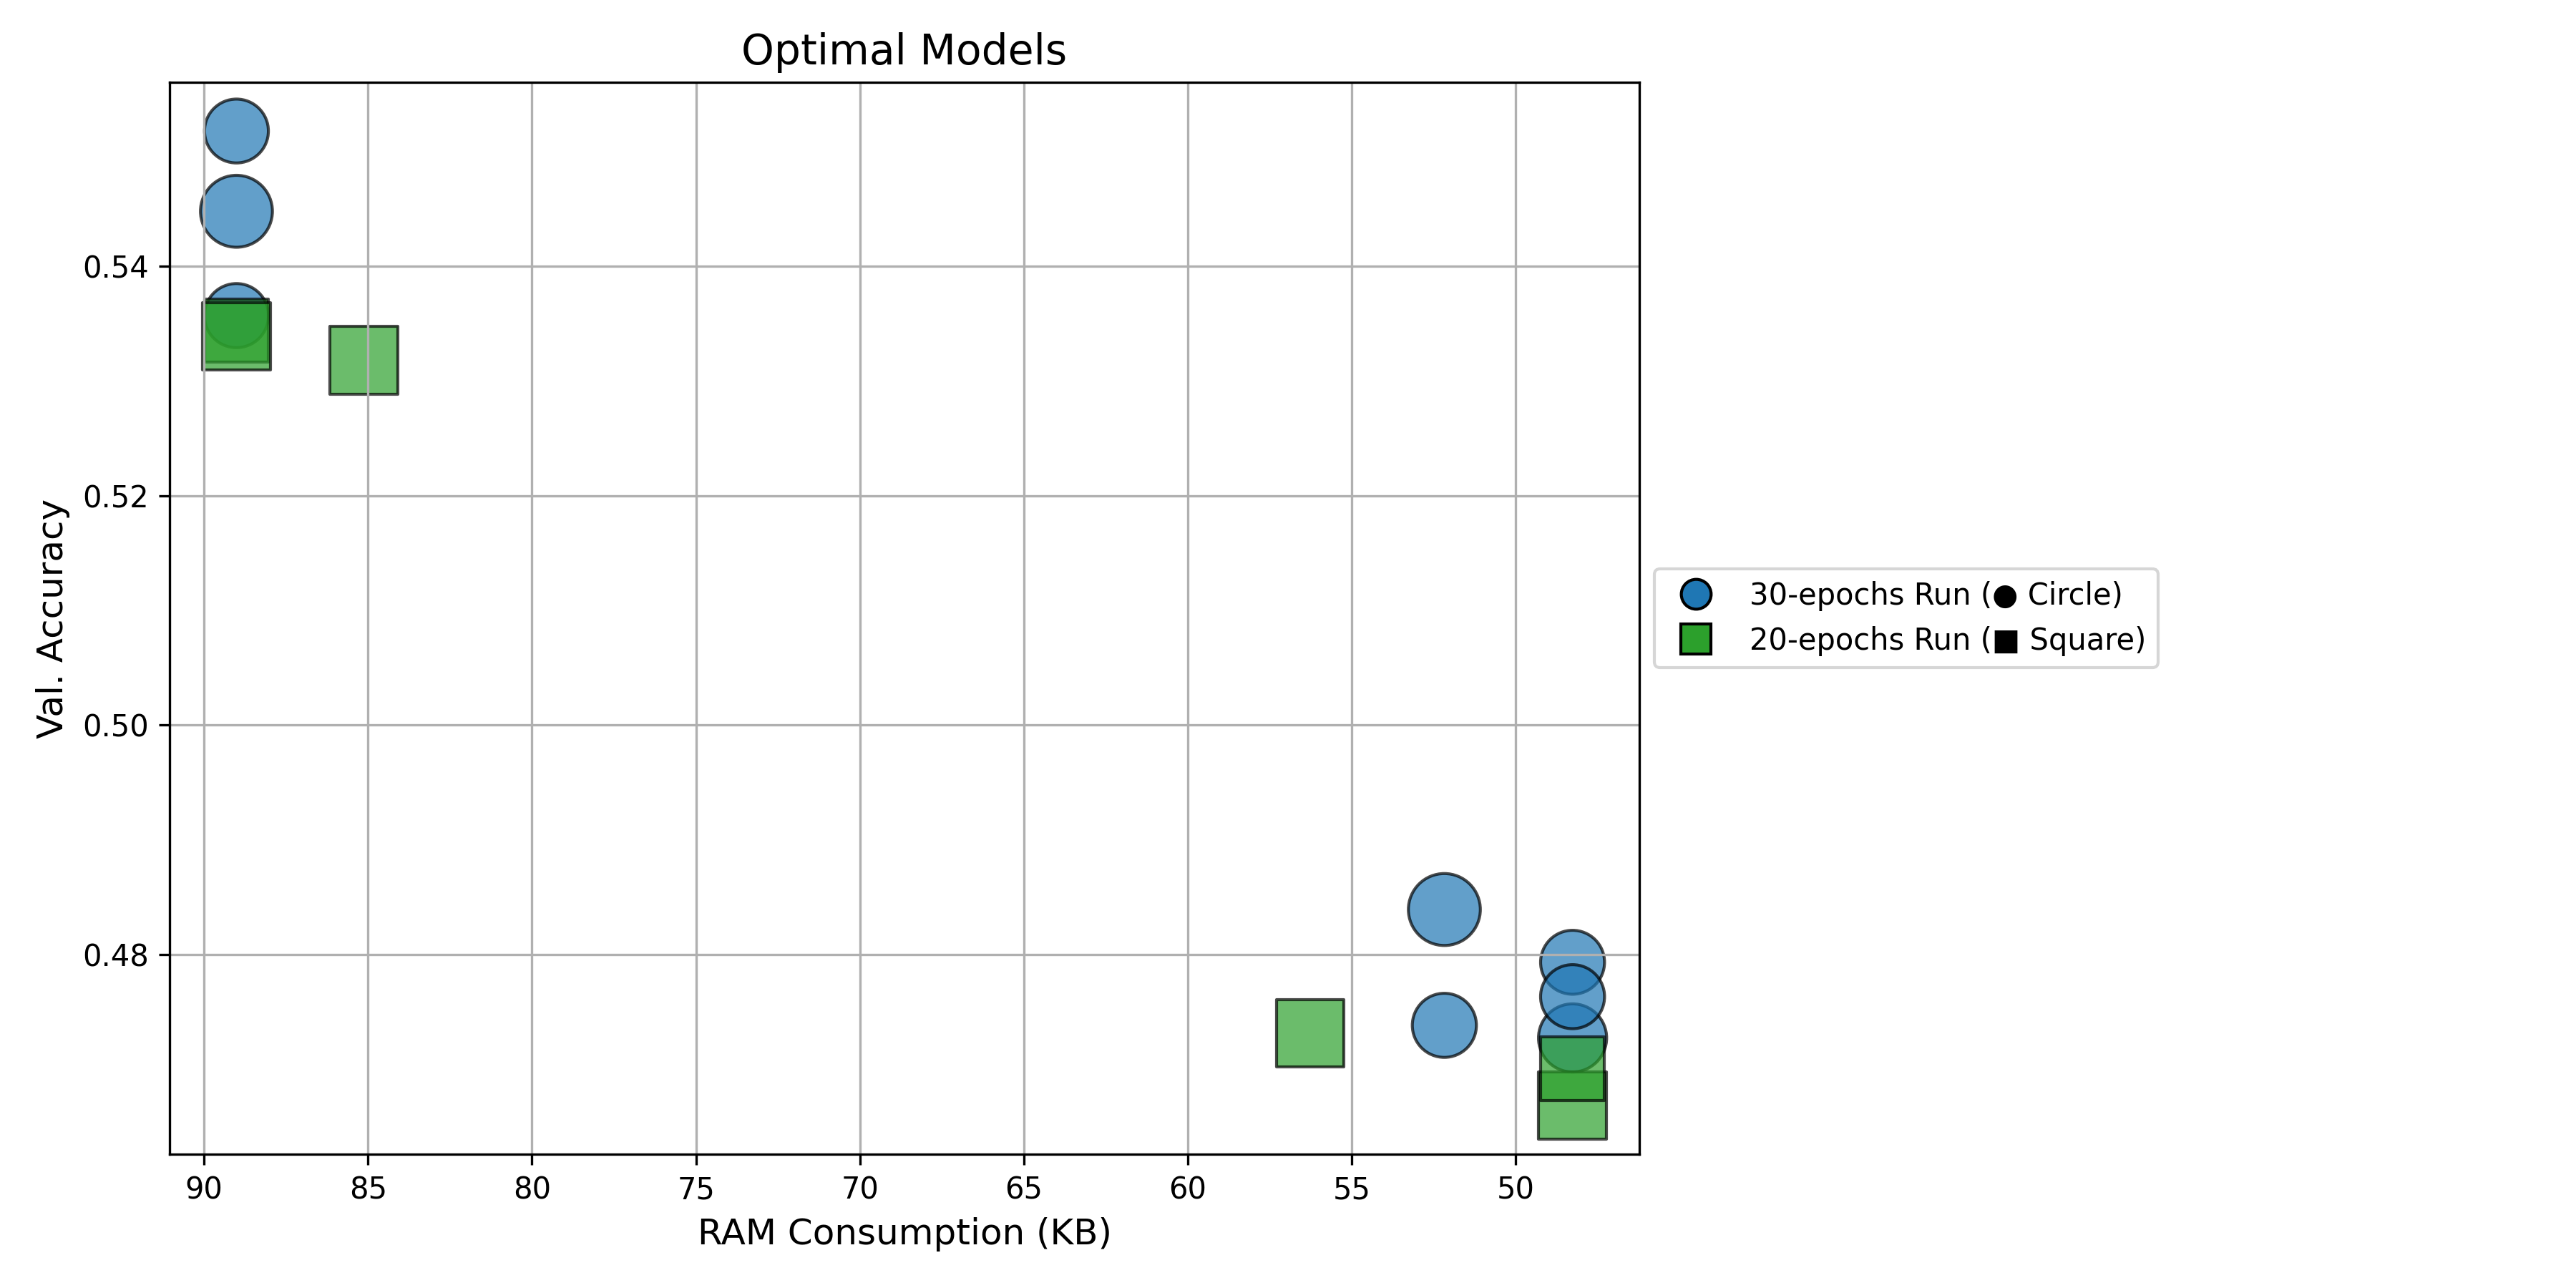 Optimal Models
Val. Accuracy
0.54
0.52
0.50
0.48
90 85 80 75 70 65 60 55 50
RAM Consumption (KB)
30-epochs Run (● Circle)
20-epochs Run (■ Square)